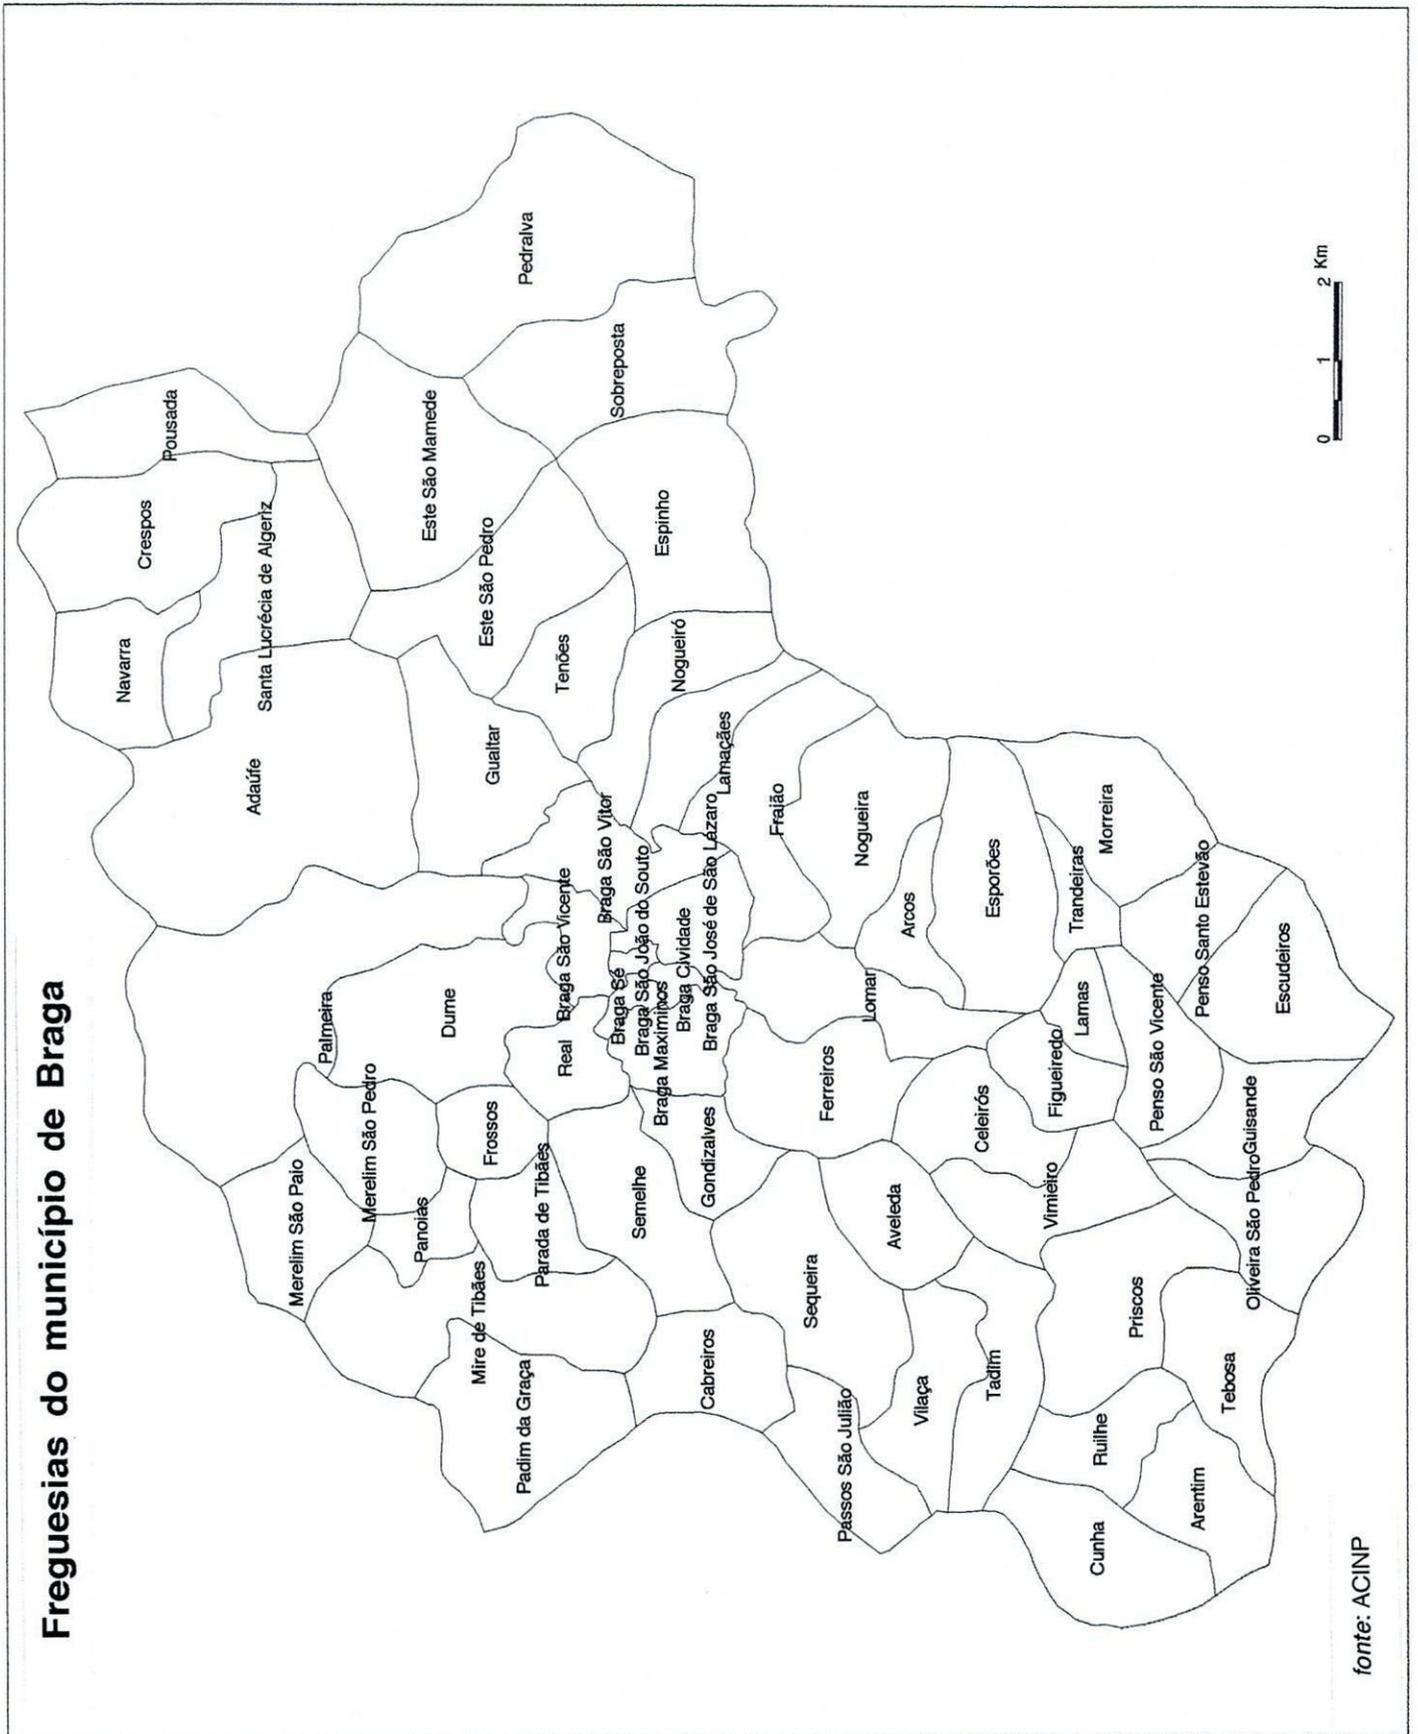 Freguesias do município de Braga
Pousada
Crespos
Navarra
Santa Lucrécia de Algeriz
Adaúfe
Pedralva
Sobreposta
Este São Mamede
Este São Pedro
Espinho
Tenões
Nogueiró
Gualtar
Lamaçães
Fraião
Nogueira
Braga São Vitor
Braga São Vicente
Braga São João do Souto
Braga São José de São Lázaro
Braga Cividade
Braga Sé
Braga Maximinos
Palmeira
Dume
Real
Merelim São Pedro
Merelim São Paio
Frossos
Panoias
Parada de Tibães
Mire de Tibães
Padim da Graça
Semelhe
Gondizalves
Cabreiros
Sequeira
Passos São Julião
Ferreiros
Lomar
Arcos
Esporões
Trandeiras
Morreira
Penso Santo Estevão
Escudeiros
Lamas
Figueiredo
Penso São Vicente
Celeirós
Aveleda
Vimieiro
Guisande
Oliveira São Pedro
Priscos
Vilaça
Tadim
Tebosa
Ruilhe
Arentim
Cunha
0 1 2 Km
fonte: ACINP